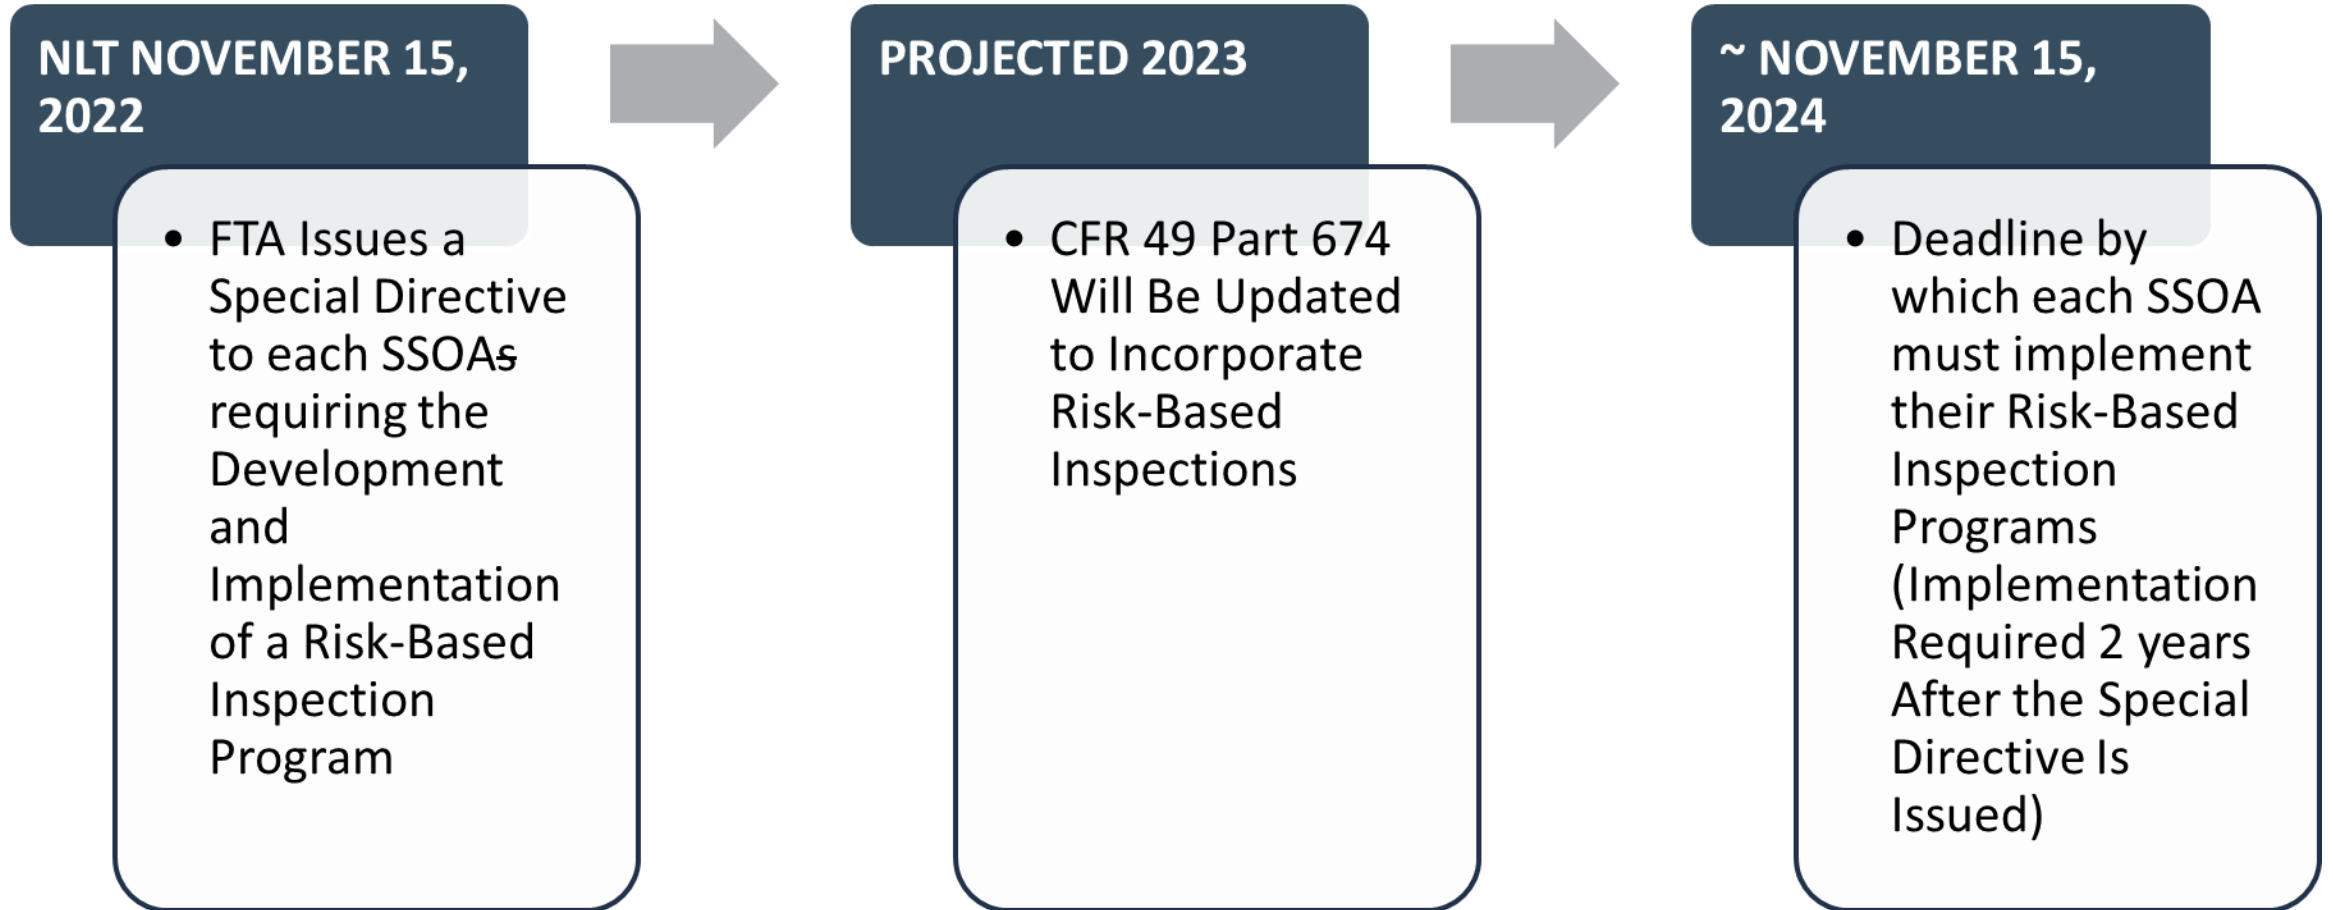 NLT NOVEMBER 15,
2022
• FTA Issues a
Special Directive
to each SSOAs
requiring the
Development
and
Implementation
of a Risk-Based
Inspection
Program
PROJECTED 2023
• CFR 49 Part 674
Will Be Updated
to Incorporate
Risk-Based
Inspections
~ NOVEMBER 15,
2024
• Deadline by
which each SSOA
must implement
their Risk-Based
Inspection
Programs
(Implementation
Required 2 years
After the Special
Directive Is
Issued)